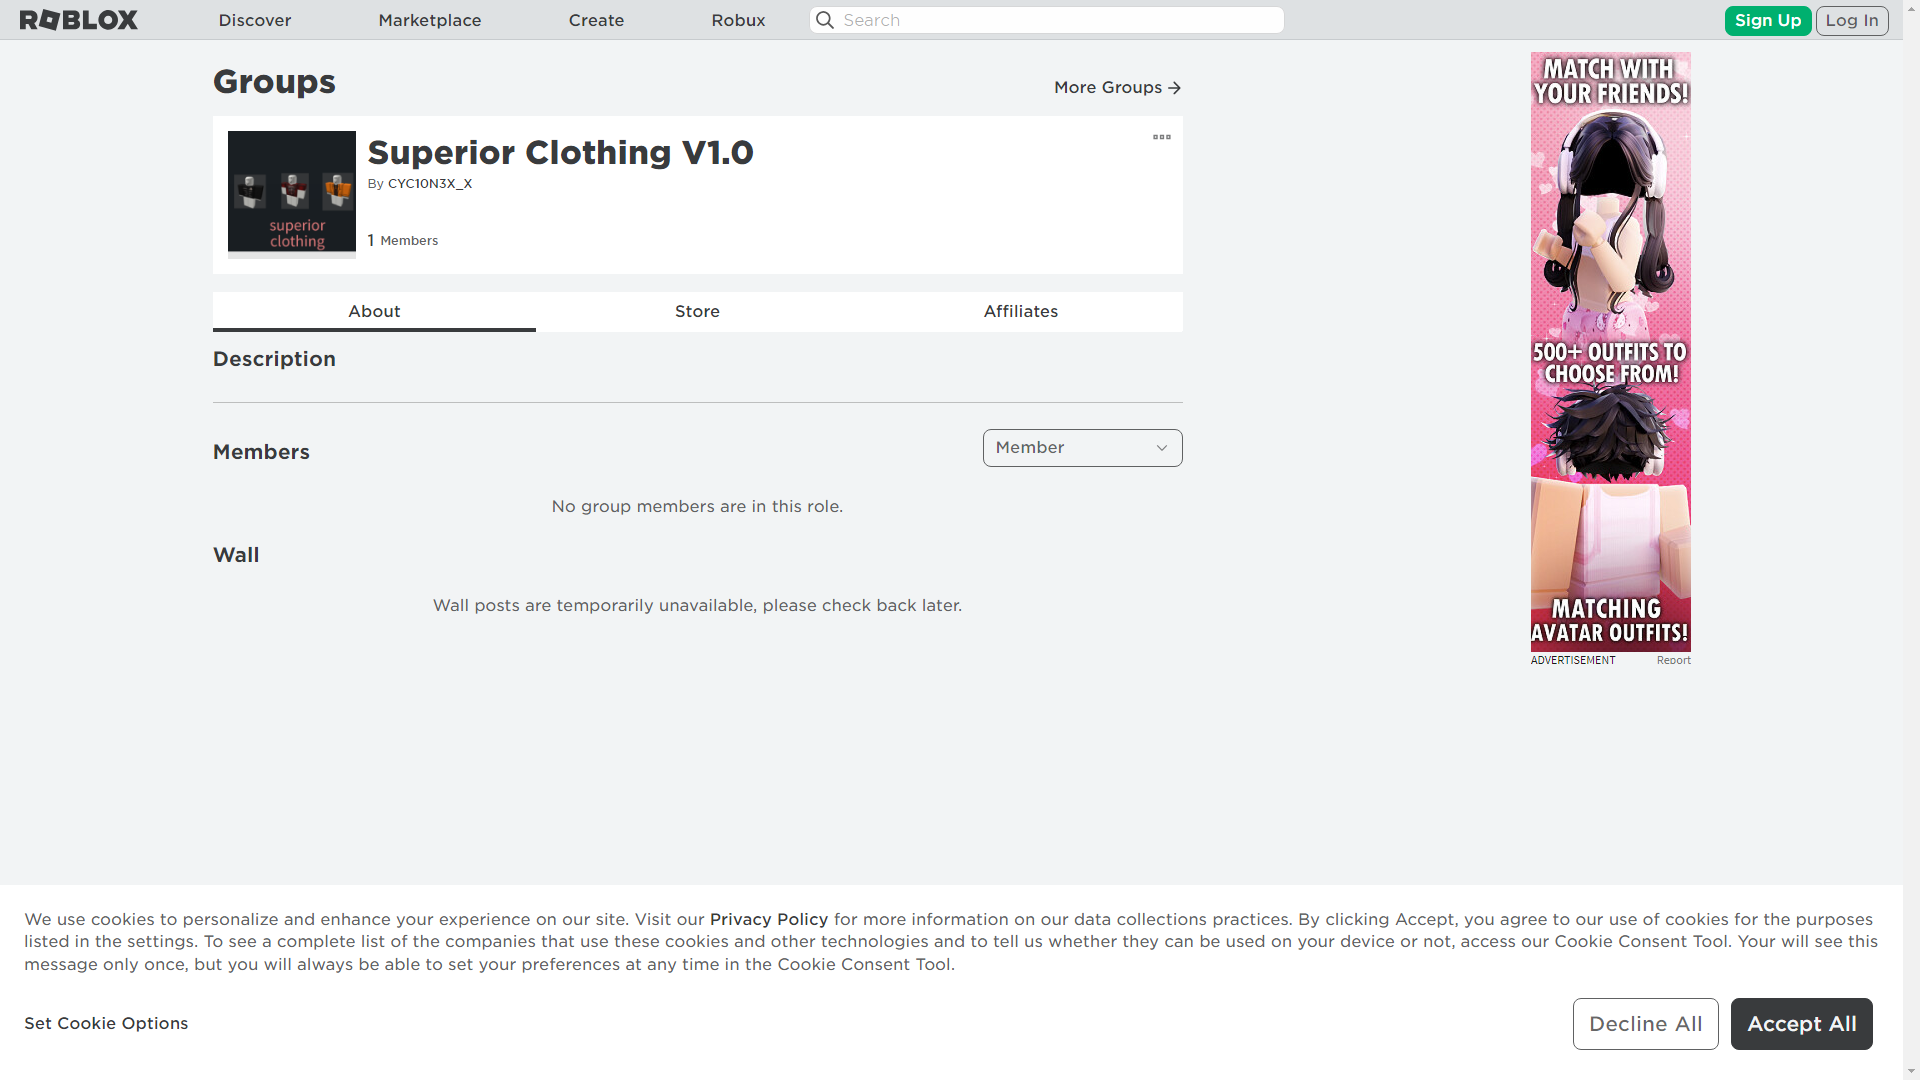 ROBLOX
Discover
Marketplace
Create
Robux
Search
Sign Up
Log In
Groups
More Groups
Superior Clothing V1.0
By CYC10N3X_X
1 Members
superior
clothing
About
Store
Affiliates
Description
Members
Member
No group members are in this role.
Wall
Wall posts are temporarily unavailable, please check back later.
MATCH WITH
YOUR FRIENDS!
500+ OUTFITS TO
CHOOSE FROM!
MATCHING
AVATAR OUTFITS!
ADVERTISEMENT
Report
We use cookies to personalize and enhance your experience on our site. Visit our Privacy Policy for more information on our data collections practices. By clicking Accept, you agree to our use of cookies for the purposes
listed in the settings. To see a complete list of the companies that use these cookies and other technologies and to tell us whether they can be used on your device or not, access our Cookie Consent Tool. Your will see this
message only once, but you will always be able to set your preferences at any time in the Cookie Consent Tool.
Set Cookie Options
Decline All
Accept All